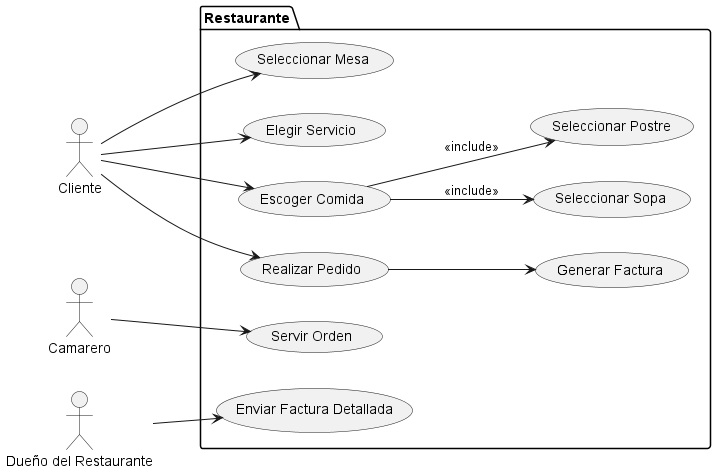 Restaurante
Seleccionar Mesa
Elegir Servicio
Seleccionar Postre
«include»
Cliente
Escoger Comida
«include»
Seleccionar Sopa
Realizar Pedido
Generar Factura
Camarero
Servir Orden
Enviar Factura Detallada
Dueño del Restaurante